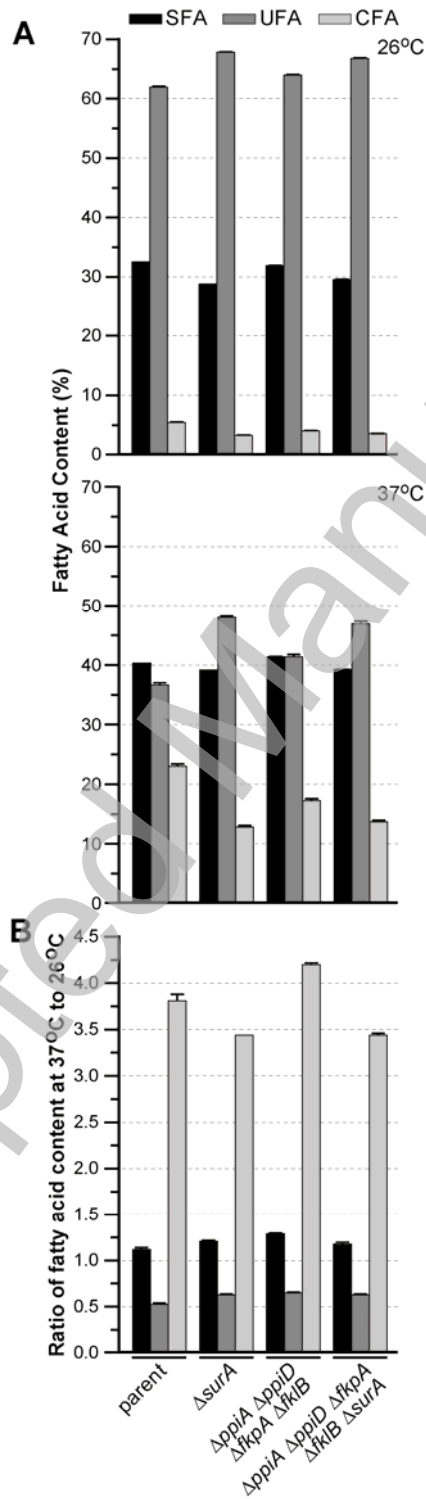 A
SFA UFA CFA
26°C
70
60
50
40
30
20
10
0
Fatty Acid Content (%)
37°C
70
60
50
40
30
20
10
0
B
4.5
4.0
3.5
3.0
2.5
2.0
1.5
1.0
0.5
0.0
Ratio of fatty acid content at 37°C to 26°C
parent
ΔsurA
ΔppiA ΔppiD
ΔfkpA ΔfklB
ΔppiA ΔppiD ΔfkpA
ΔfklB ΔsurA
pted Manu